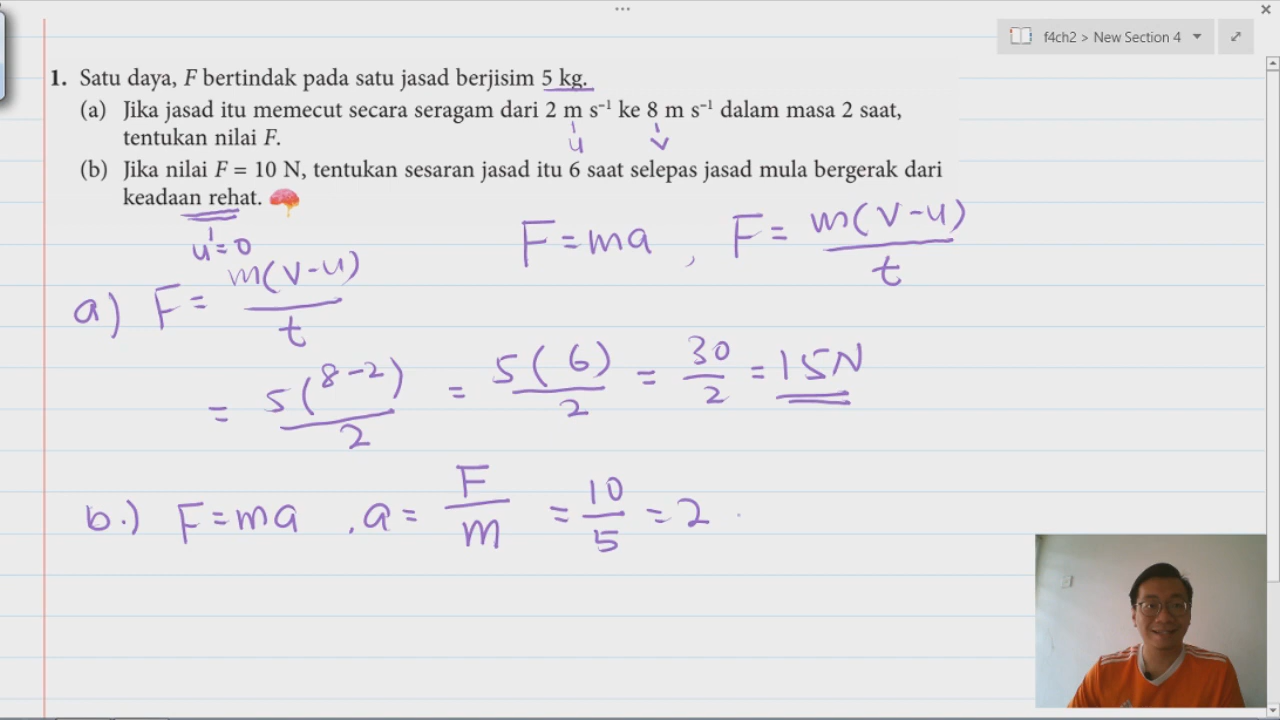 ...
f4ch2 > New Section 4
1. Satu daya, F bertindak pada satu jasad berjisim 5 kg.
(a) Jika jasad itu memecut secara seragam dari 2 m s⁻¹ ke 8 m s⁻¹ dalam masa 2 saat,
tentukan nilai F.
u v
(b) Jika nilai F = 10 N, tentukan sesaran jasad itu 6 saat selepas jasad mula bergerak dari
keadaan rehat.
u = 0
F = ma , F = m(v-u)/t
a) F = m(v-u)/t
= 5(8-2)/2 = 5(6)/2 = 30/2 = 15N
b.) F = ma , a = F/m = 10/5 = 2